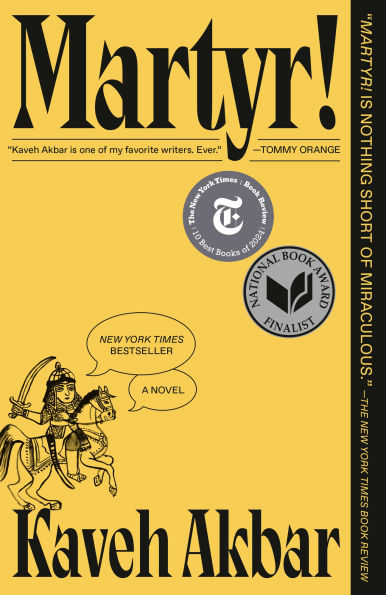 Martyr!
“Kaveh Akbar is one of my favorite writers. Ever.” —TOMMY ORANGE
The New York Times | Book Review
T
10 Best Books of 2024
NATIONAL BOOK AWARD
FINALIST
NEW YORK TIMES
BESTSELLER
A NOVEL
Kaveh Akbar
“MARTYR! IS NOTHING SHORT OF MIRACULOUS.” —THE NEW YORK TIMES BOOK REVIEW